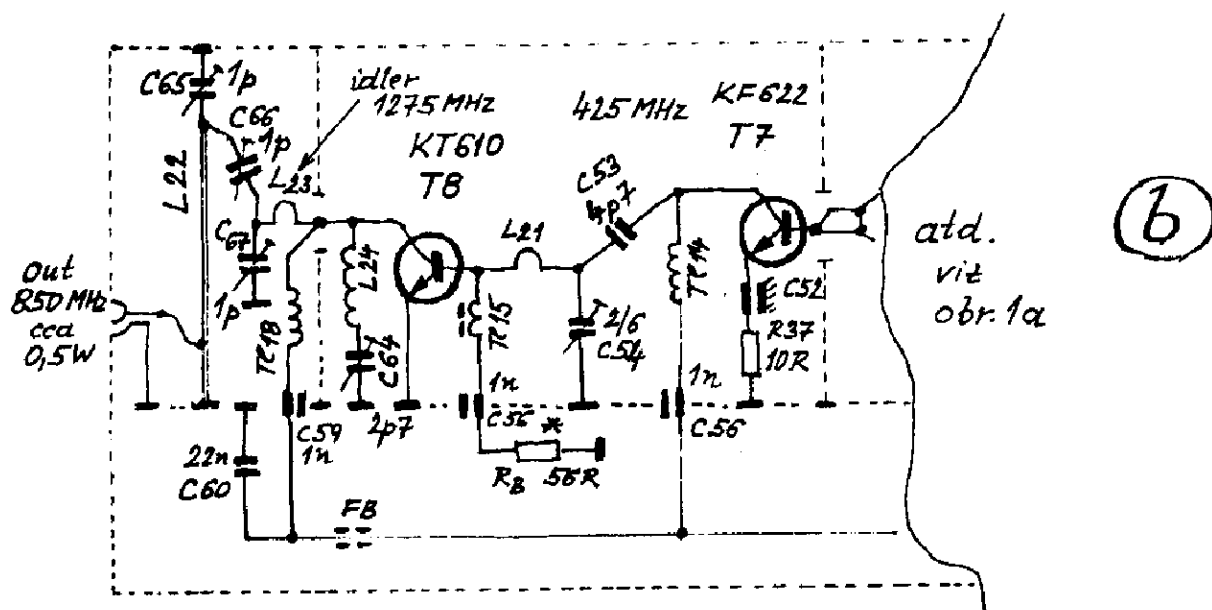 C65
1p
idler
1275 MHz
C66
1p
L22
L23
KT610
T8
425 MHz
KF622
T7
C53
4p7
L21
C67
1p
Out
850 MHz
cca
0,5W
Tl18
L24
C64
2p7
Tl15
2/6
C54
Tl14
C52
R37
10R
atd.
viz
obr. 1a
b
C59
1n
1n
C56
*
RB 56R
1n
C56
22n
C60
FB